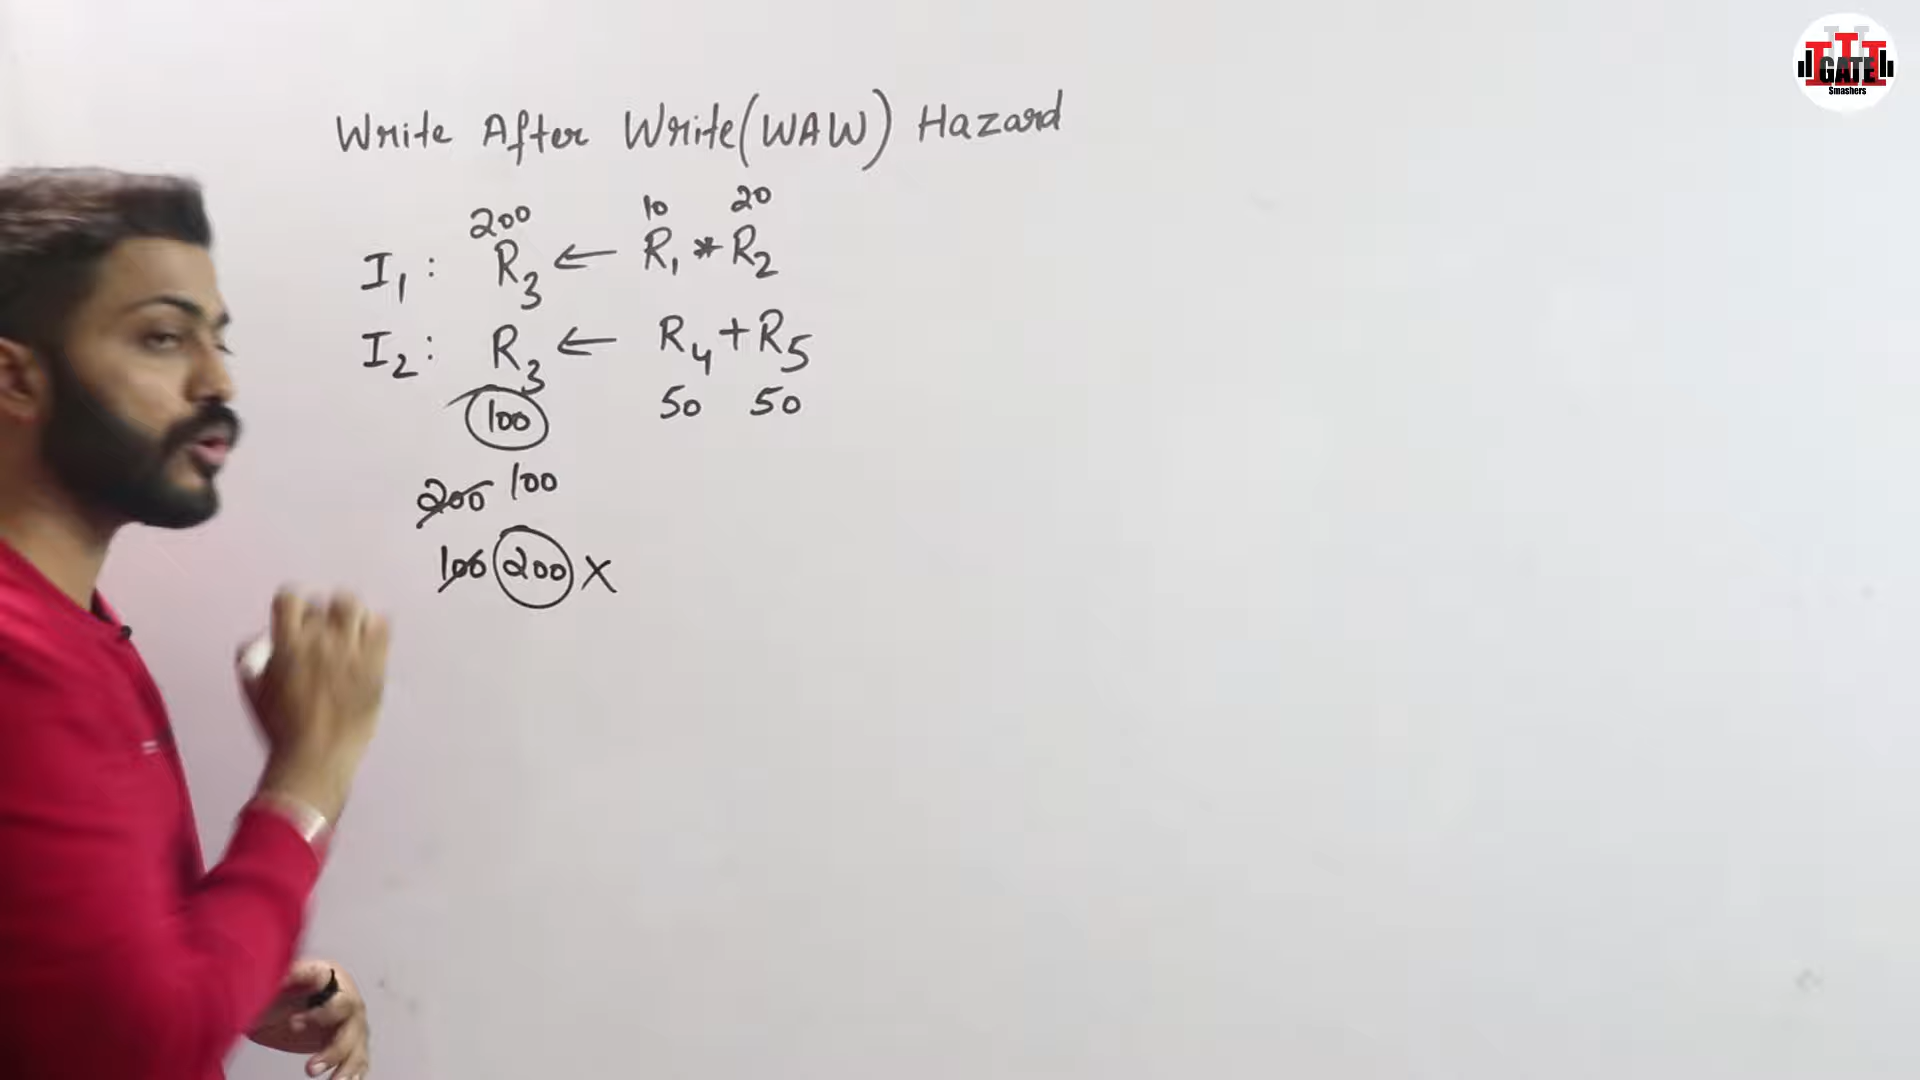 Write After Write (WAW) Hazard
200 10 20
I1 : R3 ← R1 * R2
I2 : R3 ← R4 + R5
100 50 50
200 100
100 200 X
GATE
Smashers